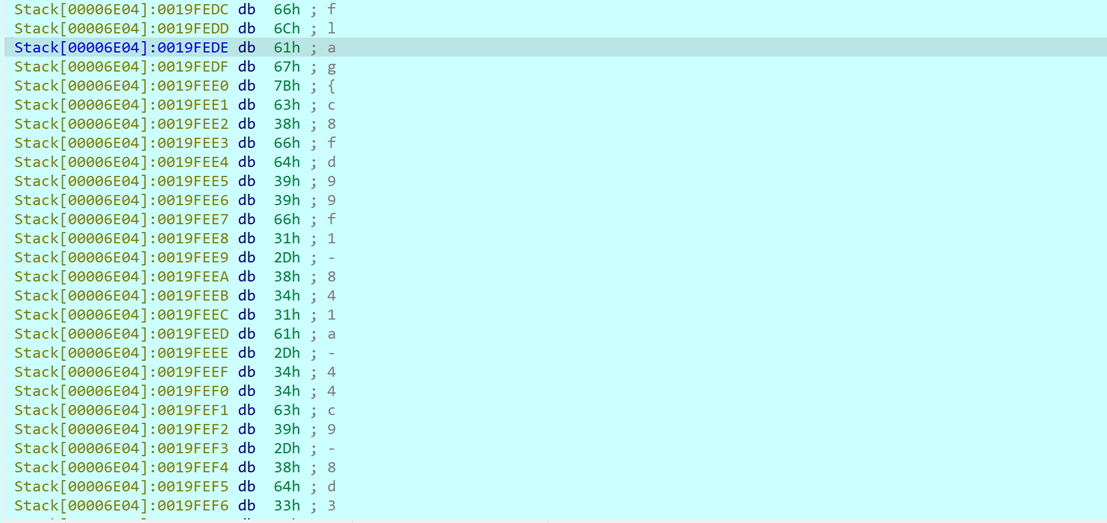 Stack[00006E04]:0019FEDC db 66h ; f
Stack[00006E04]:0019FEDD db 6Ch ; l
Stack[00006E04]:0019FEDE db 61h ; a
Stack[00006E04]:0019FEDF db 67h ; g
Stack[00006E04]:0019FEE0 db 7Bh ; {
Stack[00006E04]:0019FEE1 db 63h ; c
Stack[00006E04]:0019FEE2 db 38h ; 8
Stack[00006E04]:0019FEE3 db 66h ; f
Stack[00006E04]:0019FEE4 db 64h ; d
Stack[00006E04]:0019FEE5 db 39h ; 9
Stack[00006E04]:0019FEE6 db 39h ; 9
Stack[00006E04]:0019FEE7 db 66h ; f
Stack[00006E04]:0019FEE8 db 31h ; 1
Stack[00006E04]:0019FEE9 db 2Dh ; -
Stack[00006E04]:0019FEEA db 38h ; 8
Stack[00006E04]:0019FEEB db 34h ; 4
Stack[00006E04]:0019FEEC db 31h ; 1
Stack[00006E04]:0019FEED db 61h ; a
Stack[00006E04]:0019FEEE db 2Dh ; -
Stack[00006E04]:0019FEEF db 34h ; 4
Stack[00006E04]:0019FEF0 db 34h ; 4
Stack[00006E04]:0019FEF1 db 63h ; c
Stack[00006E04]:0019FEF2 db 39h ; 9
Stack[00006E04]:0019FEF3 db 2Dh ; -
Stack[00006E04]:0019FEF4 db 38h ; 8
Stack[00006E04]:0019FEF5 db 64h ; d
Stack[00006E04]:0019FEF6 db 33h ; 3